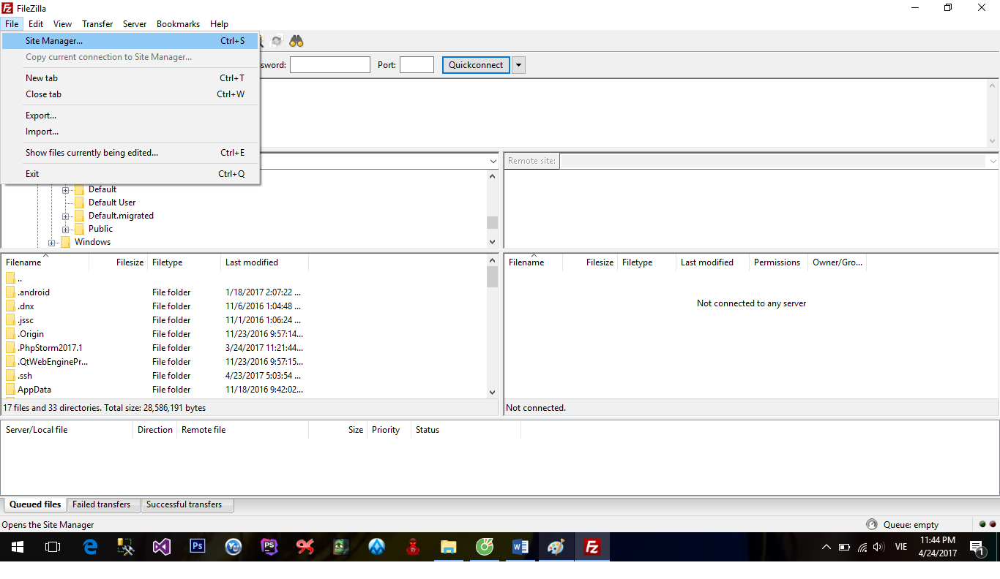 FileZilla
File Edit View Transfer Server Bookmarks Help
Site Manager... Ctrl+S
Copy current connection to Site Manager...
New tab Ctrl+T
Close tab Ctrl+W
Export...
Import...
Show files currently being edited... Ctrl+E
Exit Ctrl+Q
sword: Port: Quickconnect
Remote site:
Default
Default User
Default.migrated
Public
Windows
Filename Filesize Filetype Last modified
..
.android File folder 1/18/2017 2:07:22 ...
.dnx File folder 11/6/2016 1:04:48 ...
.jssc File folder 11/1/2016 1:06:24 ...
.Origin File folder 11/23/2016 9:57:14...
.PhpStorm2017.1 File folder 3/24/2017 11:21:44...
.QtWebEnginePr... File folder 11/23/2016 9:57:15...
.ssh File folder 4/23/2017 5:03:54 ...
AppData File folder 11/18/2016 9:42:02...
17 files and 33 directories. Total size: 28,586,191 bytes
Filename Filesize Filetype Last modified Permissions Owner/Gro...
Not connected to any server
Not connected.
Server/Local file Direction Remote file Size Priority Status
Queued files Failed transfers Successful transfers
Opens the Site Manager Queue: empty
Ps PS W Fz VIE 11:44 PM
4/24/2017 1